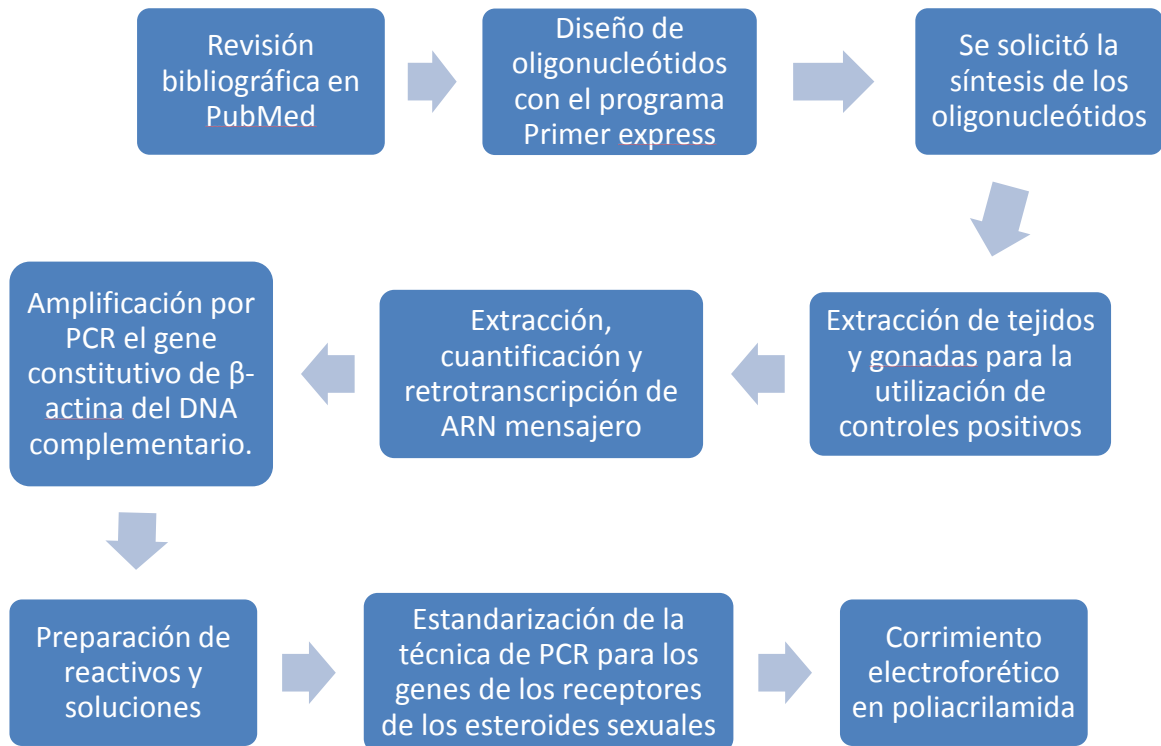 Revisión
bibliográfica en
PubMed
Diseño de
oligonucleótidos
con el programa
Primer express
Se solicitó la
síntesis de los
oligonucleótidos
Extracción de tejidos
y gonadas para la
utilización de
controles positivos
Extracción,
cuantificación y
retrotranscripción de
ARN mensajero
Amplificación por
PCR el gene
constitutivo de β-
actina del DNA
complementario.
Preparación de
reactivos y
soluciones
Estandarización de la
técnica de PCR para los
genes de los receptores
de los esteroides sexuales
Corrimiento
electroforético
en poliacrilamida